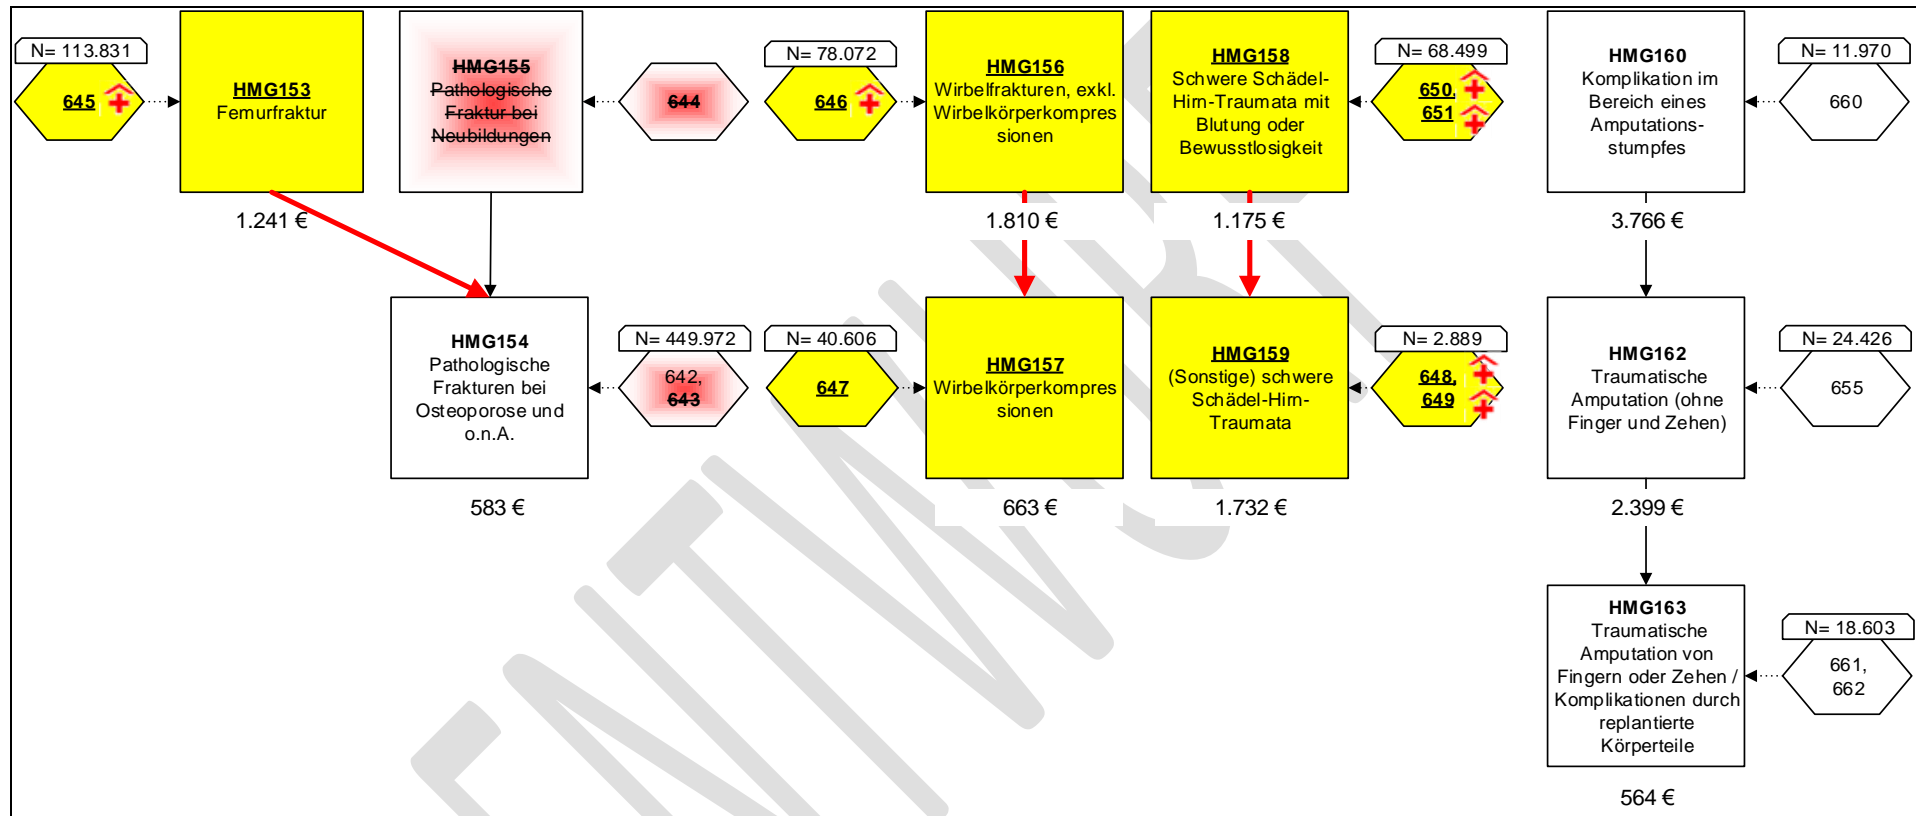 N= 113.831
645
HMG153
Femurfraktur
1.241 €
HMG155
Pathologische
Fraktur bei
Neubildungen
644
N= 78.072
646
HMG156
Wirbelfrakturen, exkl.
Wirbelkörperkompres
sionen
1.810 €
HMG158
Schwere Schädel-
Hirn-Traumata mit
Blutung oder
Bewusstlosigkeit
1.175 €
N= 68.499
650,
651
HMG160
Komplikation im
Bereich eines
Amputations-
stumpfes
3.766 €
N= 11.970
660
HMG154
Pathologische
Frakturen bei
Osteoporose und
o.n.A.
583 €
N= 449.972
642,
643
N= 40.606
647
HMG157
Wirbelkörperkompres
sionen
663 €
HMG159
(Sonstige) schwere
Schädel-Hirn-
Traumata
1.732 €
N= 2.889
648,
649
HMG162
Traumatische
Amputation (ohne
Finger und Zehen)
2.399 €
N= 24.426
655
HMG163
Traumatische
Amputation von
Fingern oder Zehen /
Komplikationen durch
replantierte
Körperteile
564 €
N= 18.603
661,
662
ENTWURF